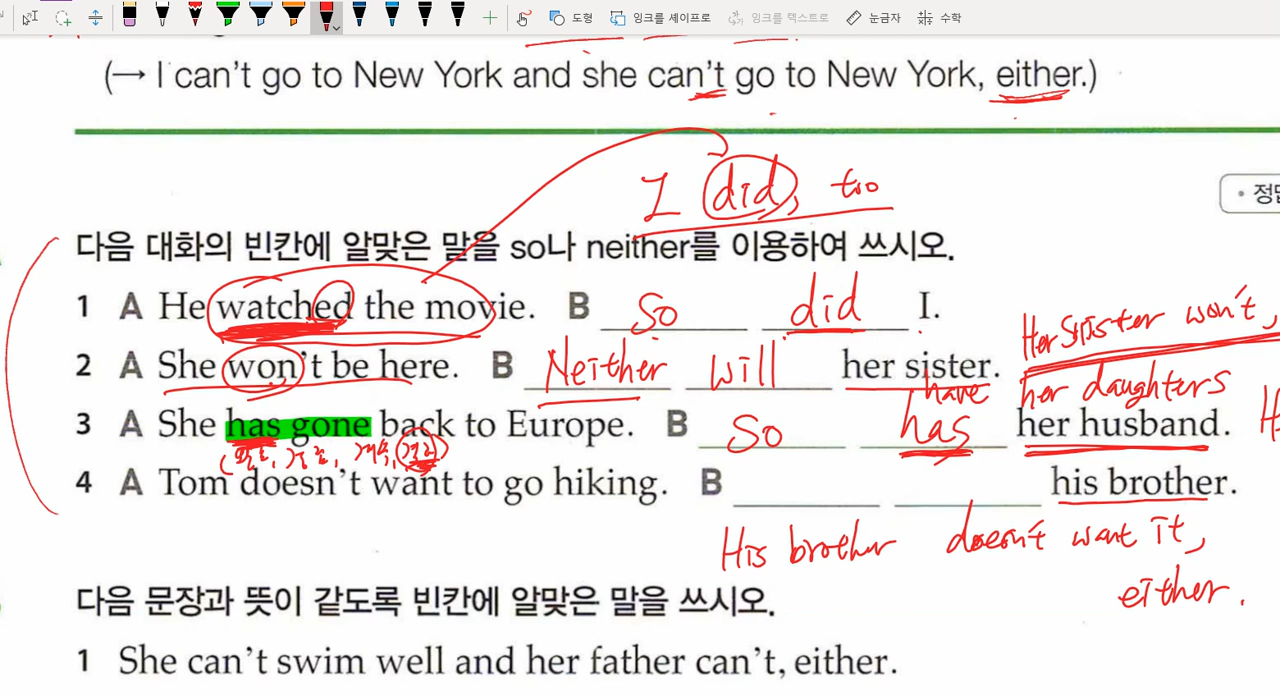 도형 잉크를 셰이프로 잉크를 텍스트로 눈금자 수학
(→ I can't go to New York and she can't go to New York, either.)
I did, too
다음 대화의 빈칸에 알맞은 말을 so나 neither를 이용하여 쓰시오.
1 A He watched the movie. B So did I.
Her sister won't,
2 A She won't be here. B Neither will her sister.
have her daughters
3 A She has gone back to Europe. B So has her husband.
4 A Tom doesn't want to go hiking. B his brother.
His brother doesn't want it,
either.
다음 문장과 뜻이 같도록 빈칸에 알맞은 말을 쓰시오.
1 She can't swim well and her father can't, either.